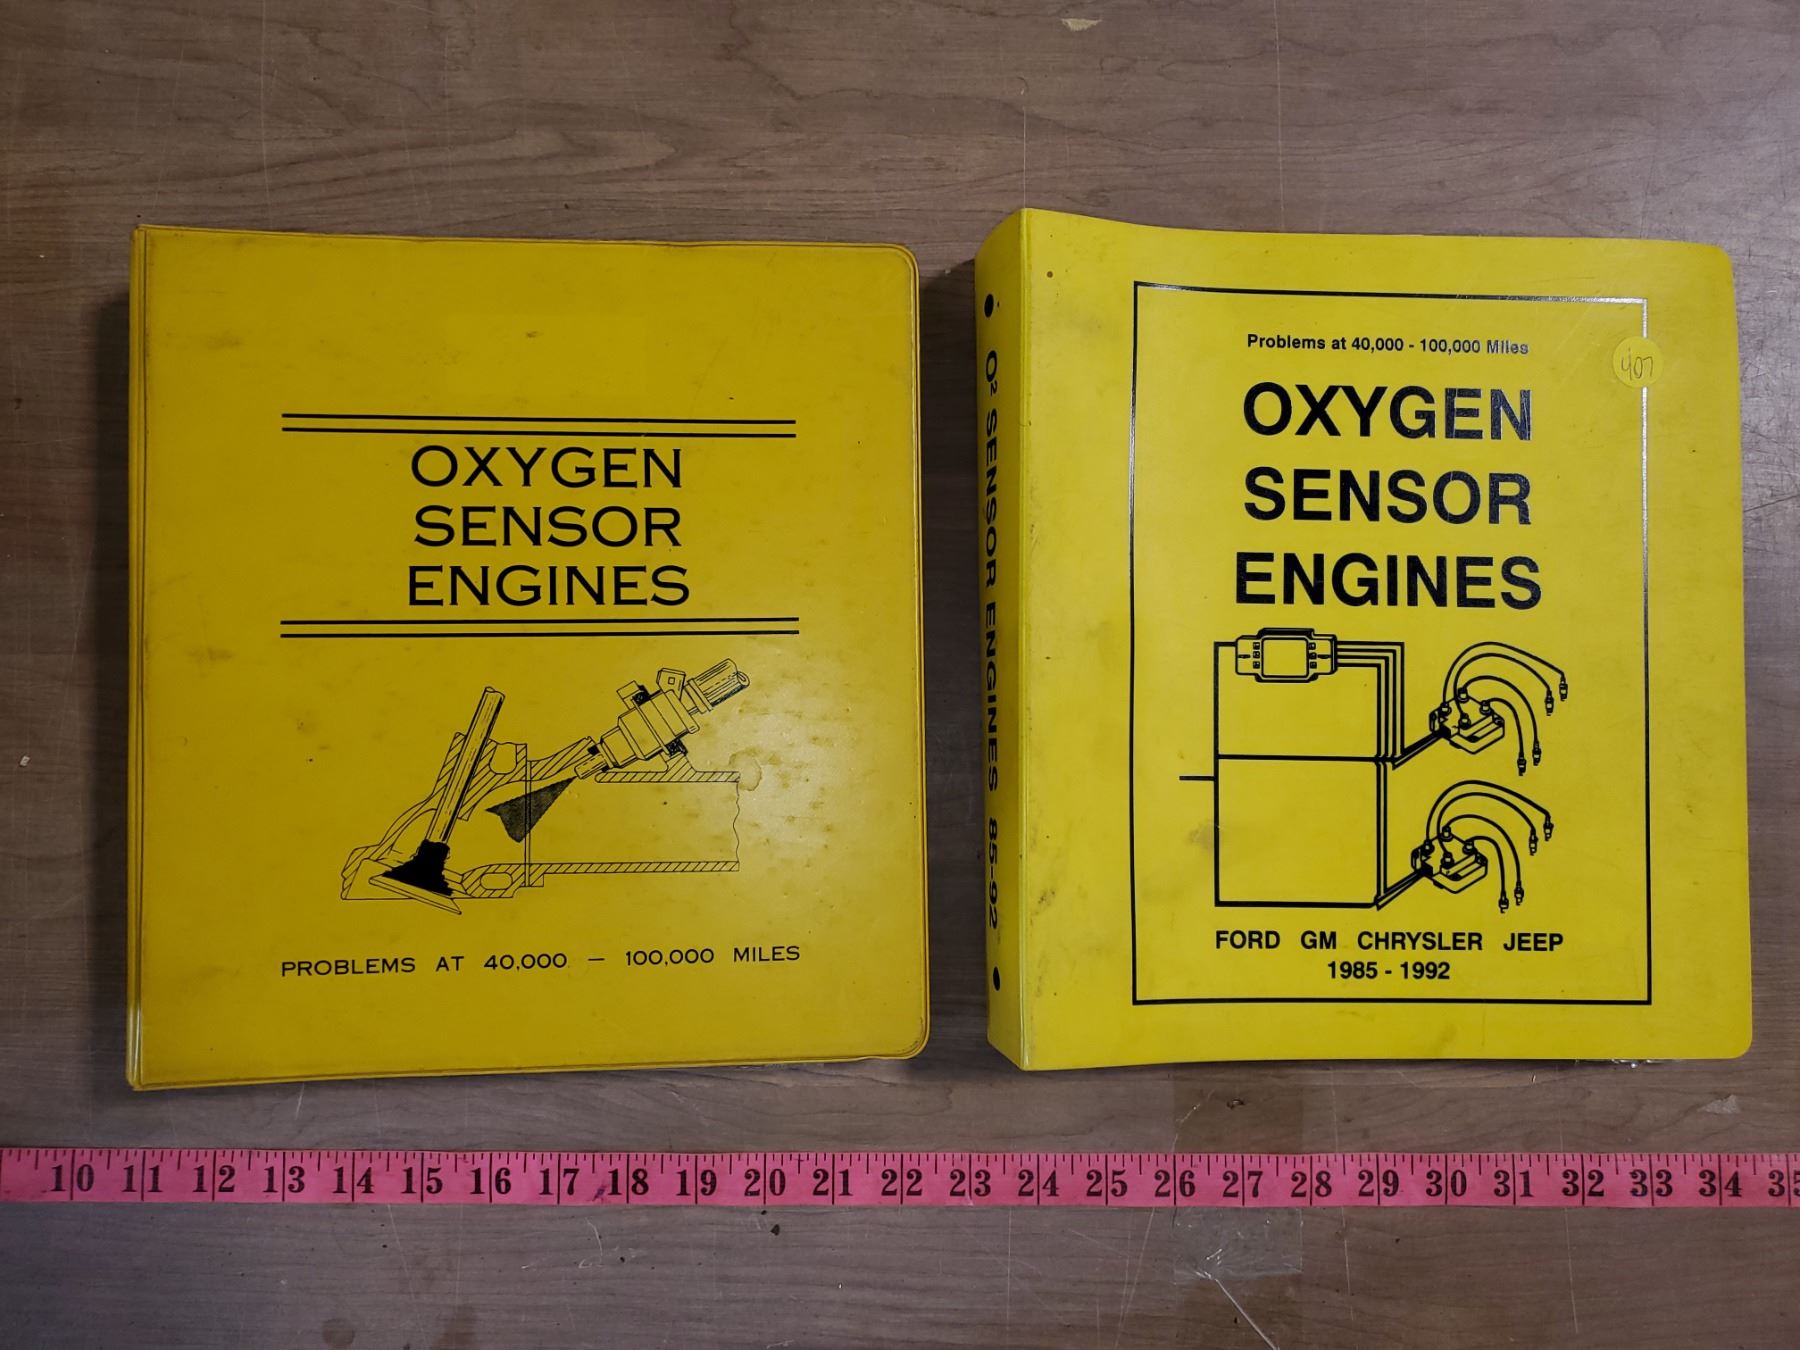 OXYGEN
SENSOR
ENGINES
PROBLEMS AT 40,000 — 100,000 MILES
O² SENSOR ENGINES 85-92
Problems at 40,000 - 100,000 Miles
407
OXYGEN
SENSOR
ENGINES
FORD GM CHRYSLER JEEP
1985 - 1992
10 11 12 13 14 15 16 17 18 19 20 21 22 23 24 25 26 27 28 29 30 31 32 33 34 35